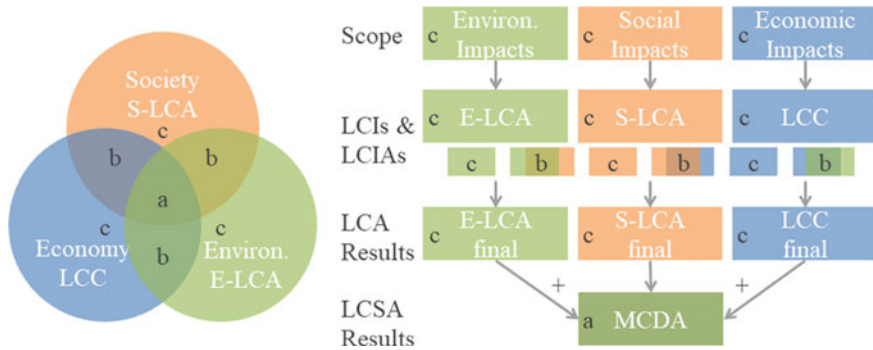 Society
S-LCA
c
b
b
a
c
c
Economy
LCC
b
Environ.
E-LCA
Scope
c
Environ.
Impacts
c
Social
Impacts
c
Economic
Impacts
LCIs &
LCIAs
c
E-LCA
c
S-LCA
c
LCC
c
b
c
b
c
b
LCA
Results
c
E-LCA
final
c
S-LCA
final
c
LCC
final
+
+
LCSA
Results
a
MCDA